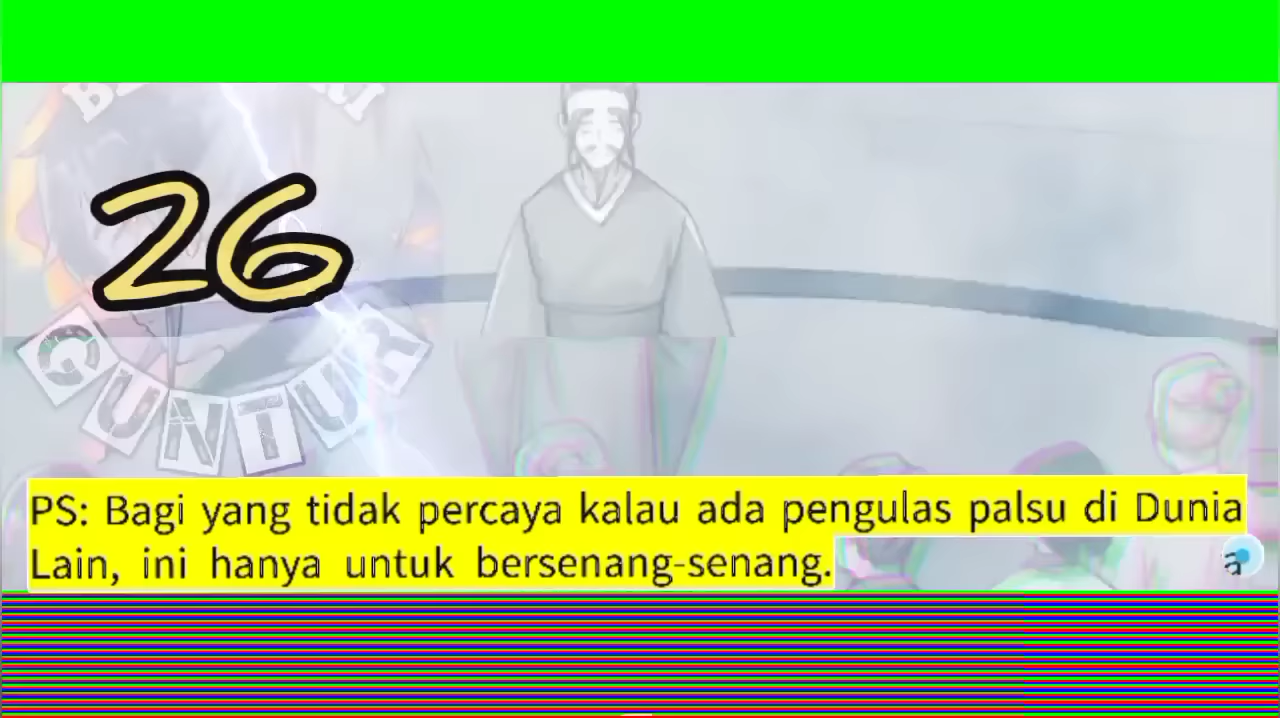 26
GUNTUR
PS: Bagi yang tidak percaya kalau ada pengulas palsu di Dunia
Lain, ini hanya untuk bersenang-senang.
a